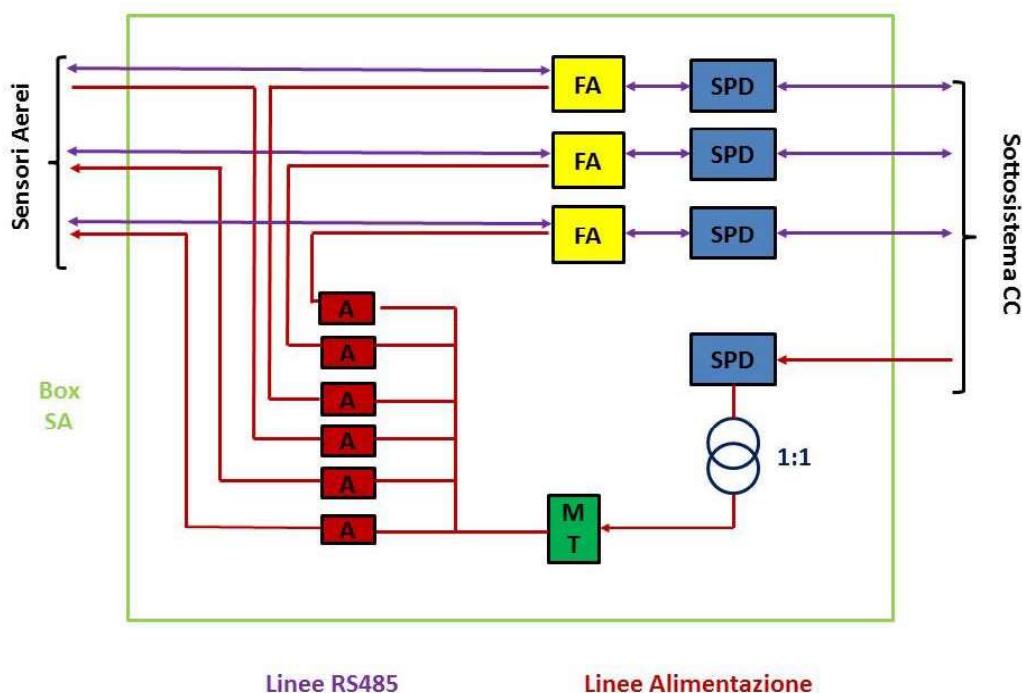 Sensori Aerei
FA
SPD
FA
SPD
FA
SPD
Sottosistema CC
A
A
SPD
Box
SA
A
A
1:1
A
A
M
T
Linee RS485
Linee Alimentazione